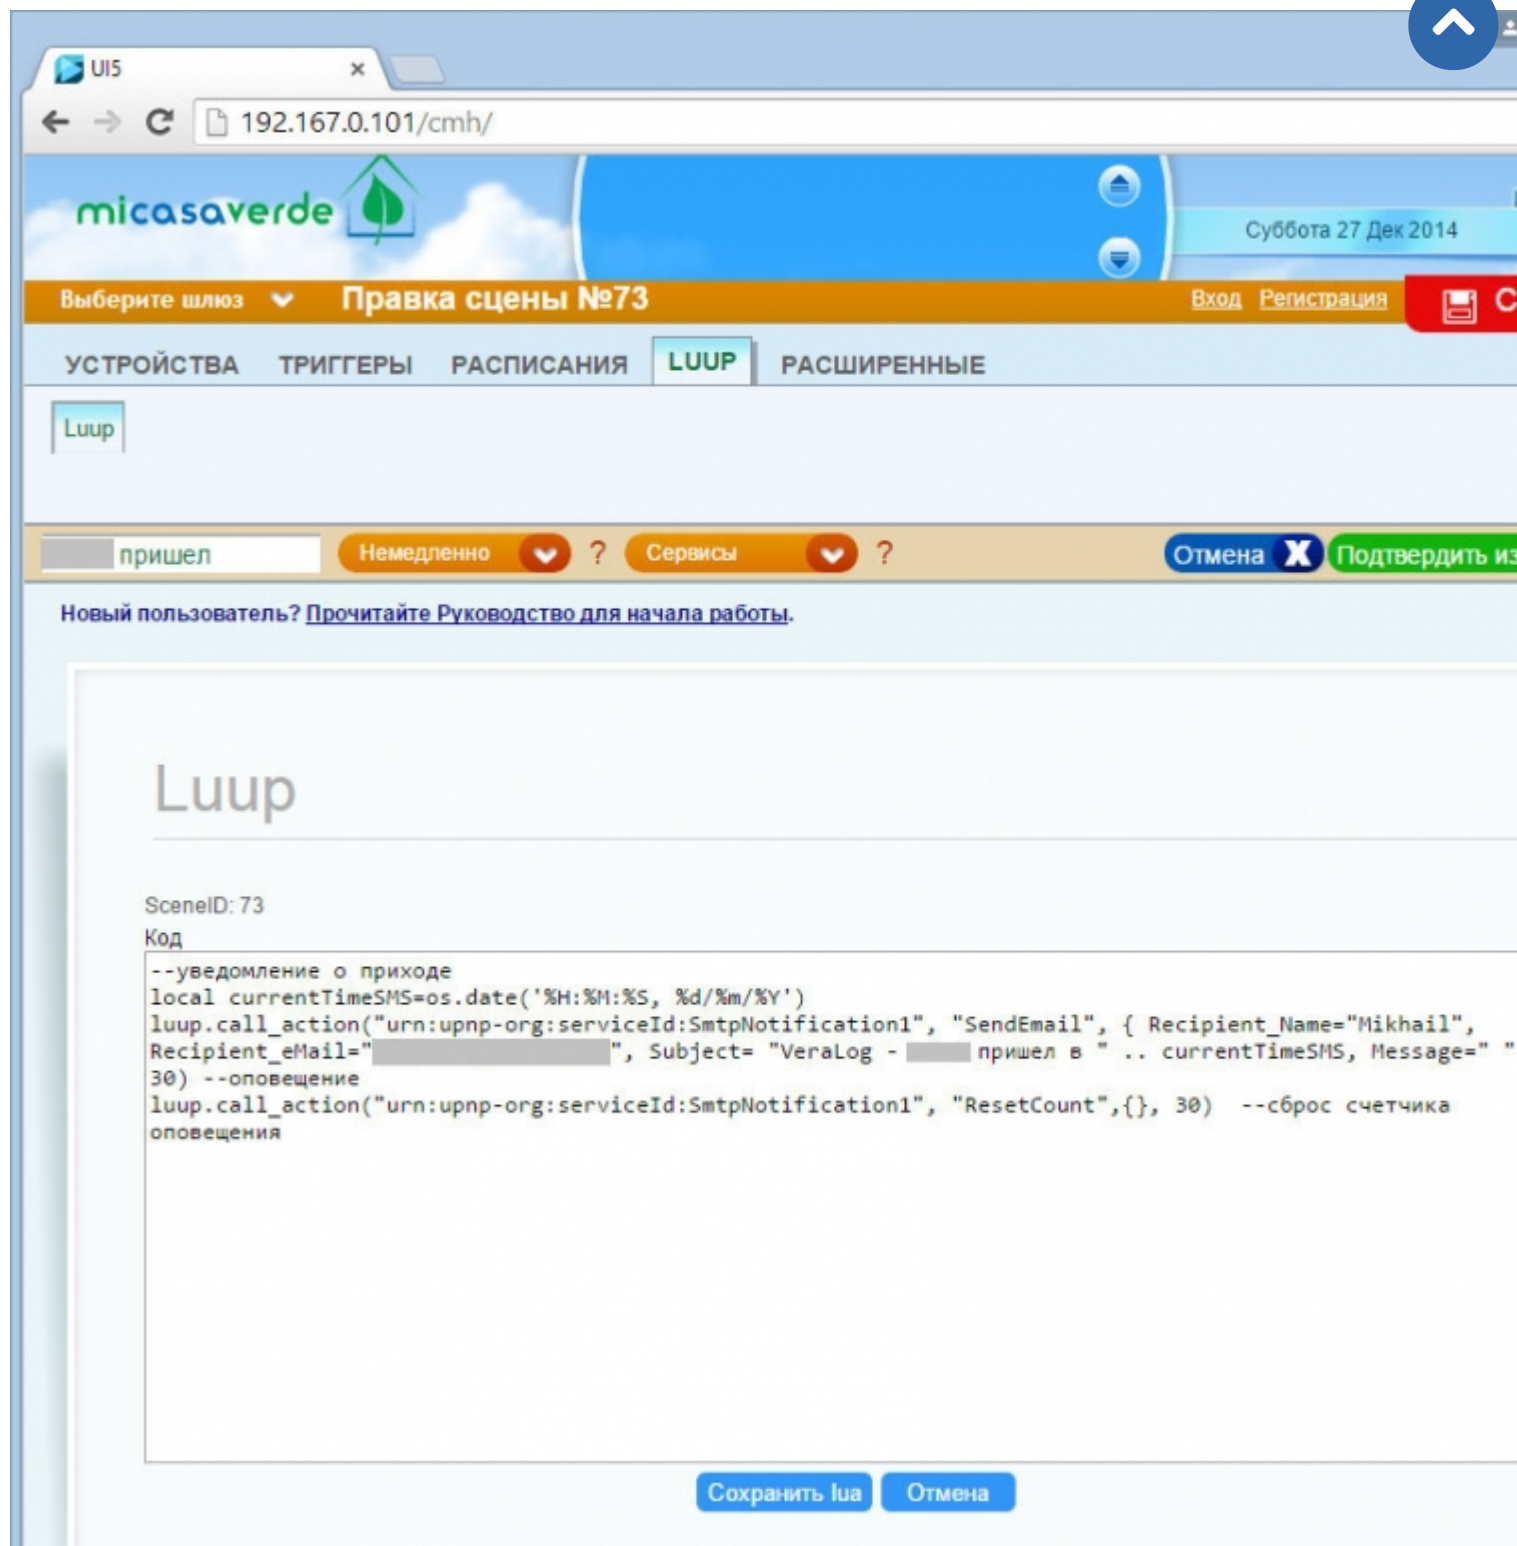 UI5
192.167.0.101/cmh/
micasaverde
Суббота 27 Дек 2014
Выберите шлюз Правка сцены №73 Вход Регистрация С
УСТРОЙСТВА ТРИГГЕРЫ РАСПИСАНИЯ LUUP РАСШИРЕННЫЕ
Luup
пришел Немедленно ? Сервисы ? Отмена X Подтвердить из
Новый пользователь? Прочитайте Руководство для начала работы.
Luup
SceneID: 73
Код
--уведомление о приходе
local currentTimeSMS=os.date('%H:%M:%S, %d/%m/%Y')
luup.call_action("urn:upnp-org:serviceId:SmtpNotification1", "SendEmail", { Recipient_Name="Mikhail",
Recipient_eMail=" ", Subject= "VeraLog - пришел в " .. currentTimeSMS, Message=" "
30) --оповещение
luup.call_action("urn:upnp-org:serviceId:SmtpNotification1", "ResetCount",{}, 30)  --сброс счетчика
оповещения
Сохранить lua Отмена